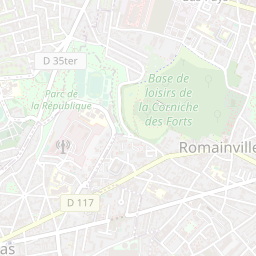 D 35ter
Base de
loisirs de
la Corniche
des Forts
Parc de
la République
Romainville
D 117